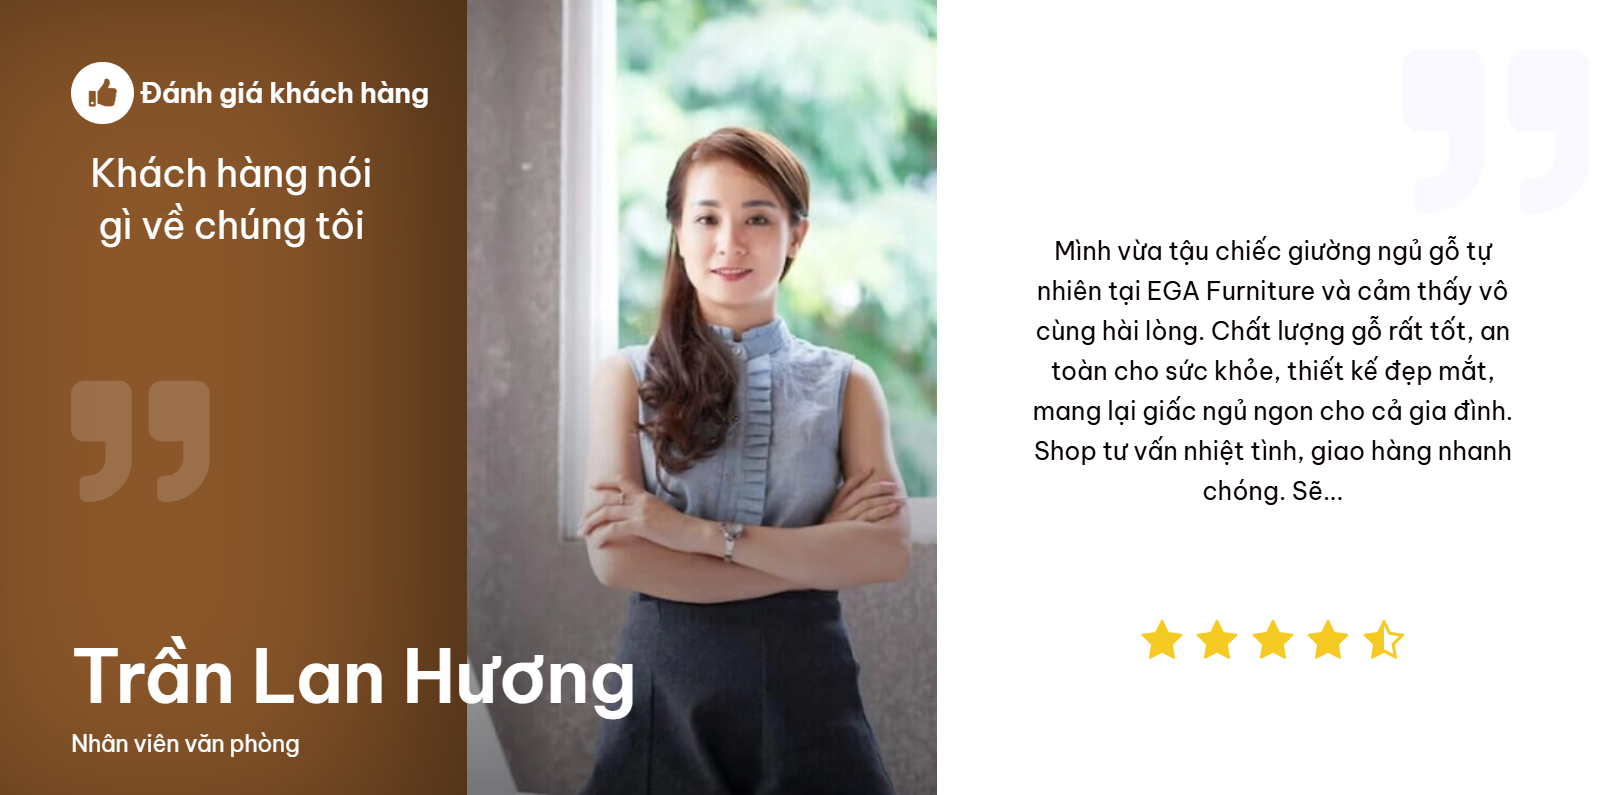 Đánh giá khách hàng
Khách hàng nói
gì về chúng tôi
Trần Lan Hương
Nhân viên văn phòng
Mình vừa tậu chiếc giường ngủ gỗ tự
nhiên tại EGA Furniture và cảm thấy vô
cùng hài lòng. Chất lượng gỗ rất tốt, an
toàn cho sức khỏe, thiết kế đẹp mắt,
mang lại giấc ngủ ngon cho cả gia đình.
Shop tư vấn nhiệt tình, giao hàng nhanh
chóng. Sẽ...